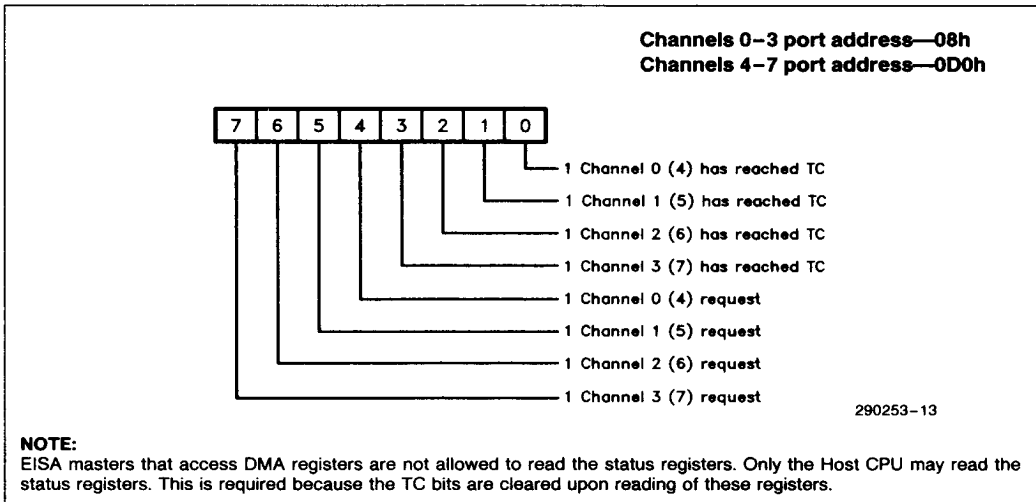 Channels 0–3 port address—08h
Channels 4–7 port address—0D0h
7 6 5 4 3 2 1 0
1 Channel 0 (4) has reached TC
1 Channel 1 (5) has reached TC
1 Channel 2 (6) has reached TC
1 Channel 3 (7) has reached TC
1 Channel 0 (4) request
1 Channel 1 (5) request
1 Channel 2 (6) request
1 Channel 3 (7) request
290253–13
NOTE:
EISA masters that access DMA registers are not allowed to read the status registers. Only the Host CPU may read the
status registers. This is required because the TC bits are cleared upon reading of these registers.